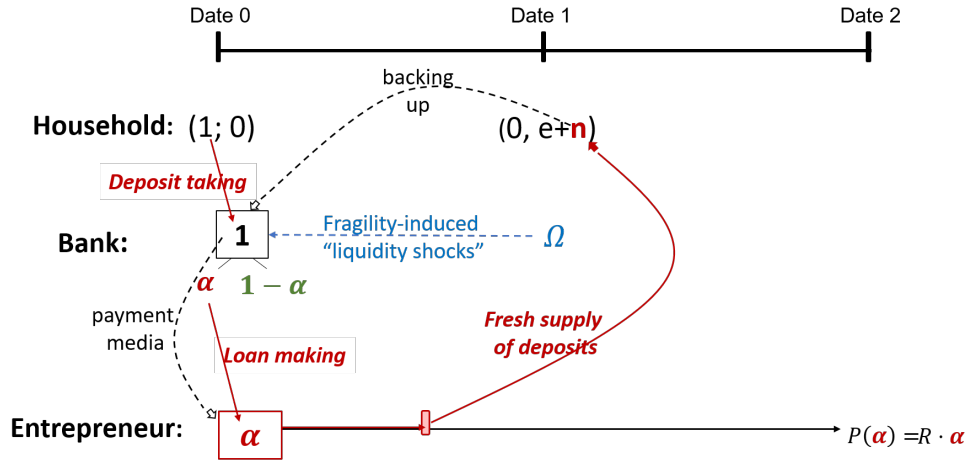 Date 0
Date 1
Date 2
backing
up
Household: (1; 0)
(0, e+n)
Deposit taking
Bank:
1
Fragility-induced
"liquidity shocks"
Ω
α
1 − α
payment
media
Loan making
Fresh supply
of deposits
Entrepreneur:
α
P(α) =R · α